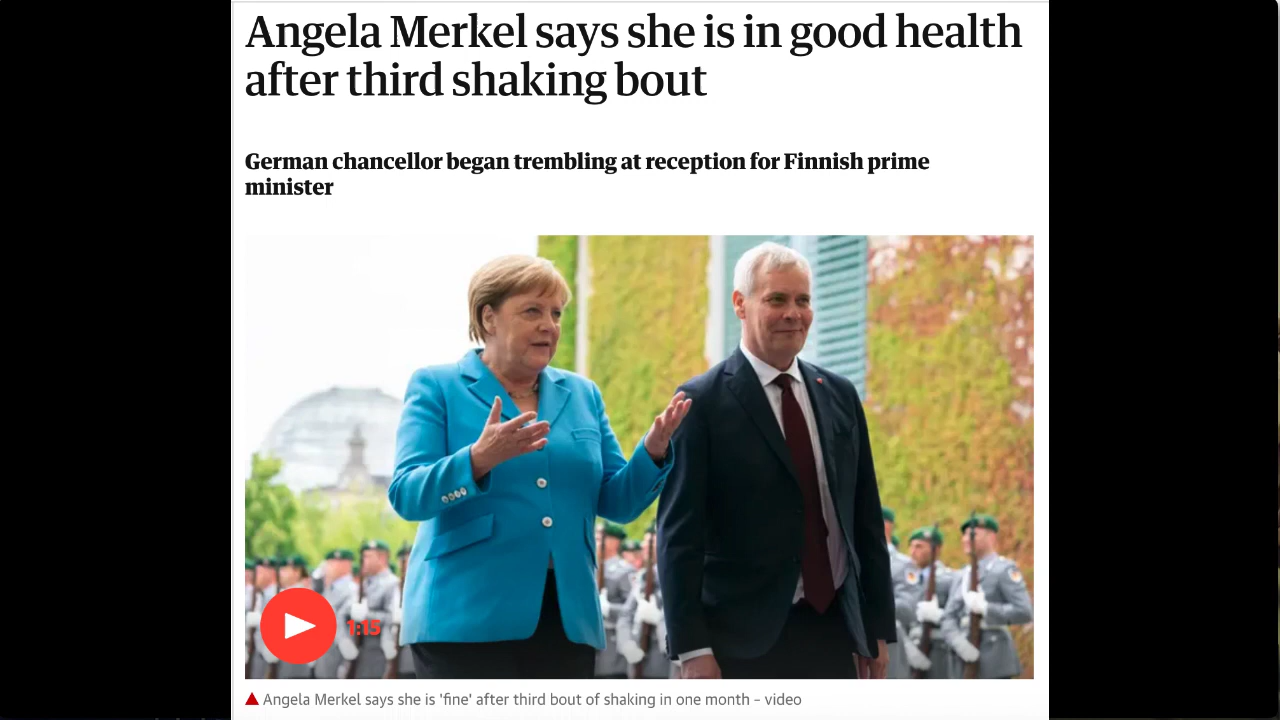 Angela Merkel says she is in good health
after third shaking bout
German chancellor began trembling at reception for Finnish prime
minister
1:15
Angela Merkel says she is 'fine' after third bout of shaking in one month – video